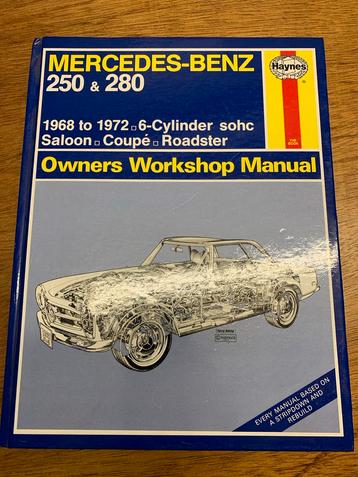 MERCEDES-BENZ
250 & 280
Haynes
1968 to 1972 □ 6-Cylinder sohc
Saloon □ Coupé □ Roadster
Owners Workshop Manual
EVERY MANUAL BASED ON
A STRIPDOWN AND
REBUILD